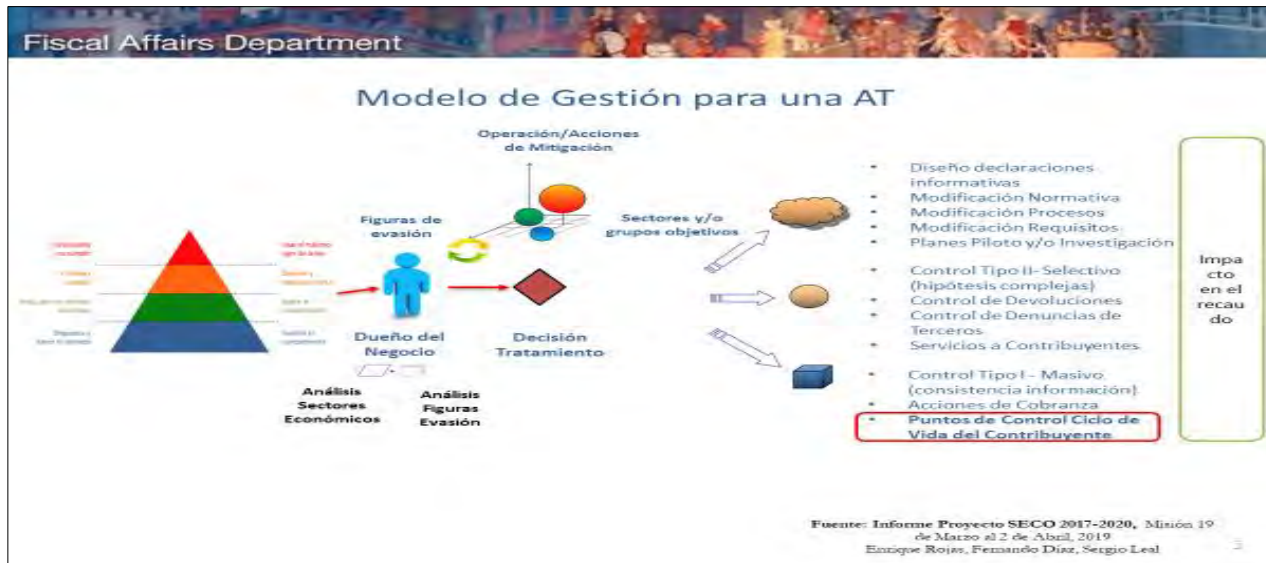 Fiscal Affairs Department
Modelo de Gestión para una AT
Operación/Acciones
de Mitigación
Figuras de
evasión
Sectores y/o
grupos objetivos
Dueño del
Negocio
Decisión
Tratamiento
Análisis
Sectores
Económicos
Análisis
Figuras
Evasión
• Diseño declaraciones
informativas
• Modificación Normativa
• Modificación Procesos
• Modificación Requisitos
• Planes Piloto y/o Investigación
• Control Tipo II- Selectivo
(hipótesis complejas)
• Control de Devoluciones
• Control de Denuncias de
Terceros
• Servicios a Contribuyentes
• Control Tipo I - Masivo
(consistencia información)
• Acciones de Cobranza
• Puntos de Control Ciclo de
Vida del Contribuyente
Impa
cto
en el
recau
do
Fuente: Informe Proyecto SECO 2017-2020, Misión 19
de Marzo al 2 de Abril, 2019
Enrique Rojas, Fernando Díaz, Sergio Leal
3